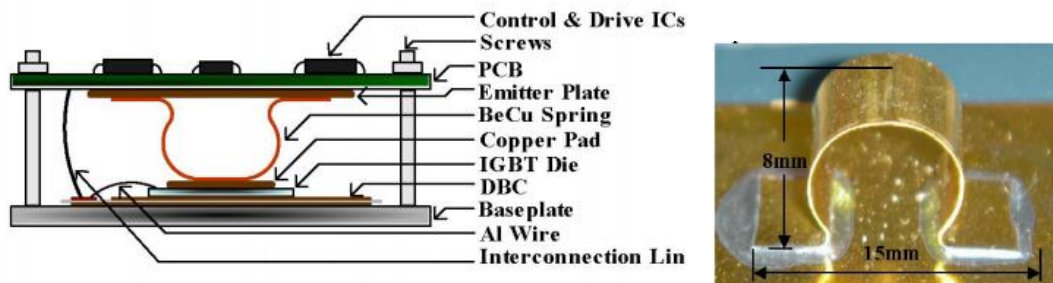 Control & Drive ICs
Screws
PCB
Emitter Plate
BeCu Spring
Copper Pad
IGBT Die
DBC
Baseplate
Al Wire
Interconnection Lin
8mm
15mm